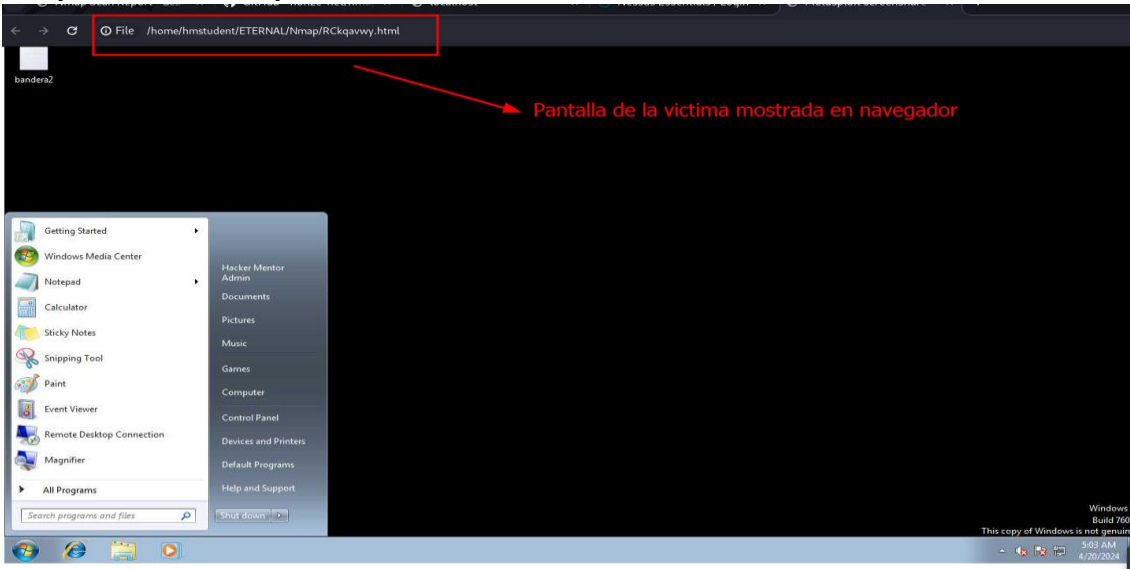 File /home/hmstudent/ETERNAL/Nmap/RCkqavwy.html
bandera2
Pantalla de la victima mostrada en navegador
Getting Started
Windows Media Center
Notepad
Calculator
Sticky Notes
Snipping Tool
Paint
Event Viewer
Remote Desktop Connection
Magnifier
All Programs
Search programs and files
Hacker Mentor
Admin
Documents
Pictures
Music
Games
Computer
Control Panel
Devices and Printers
Default Programs
Help and Support
Shut down
Windows
Build 760
This copy of Windows is not genuin
5:03 AM
4/20/2024